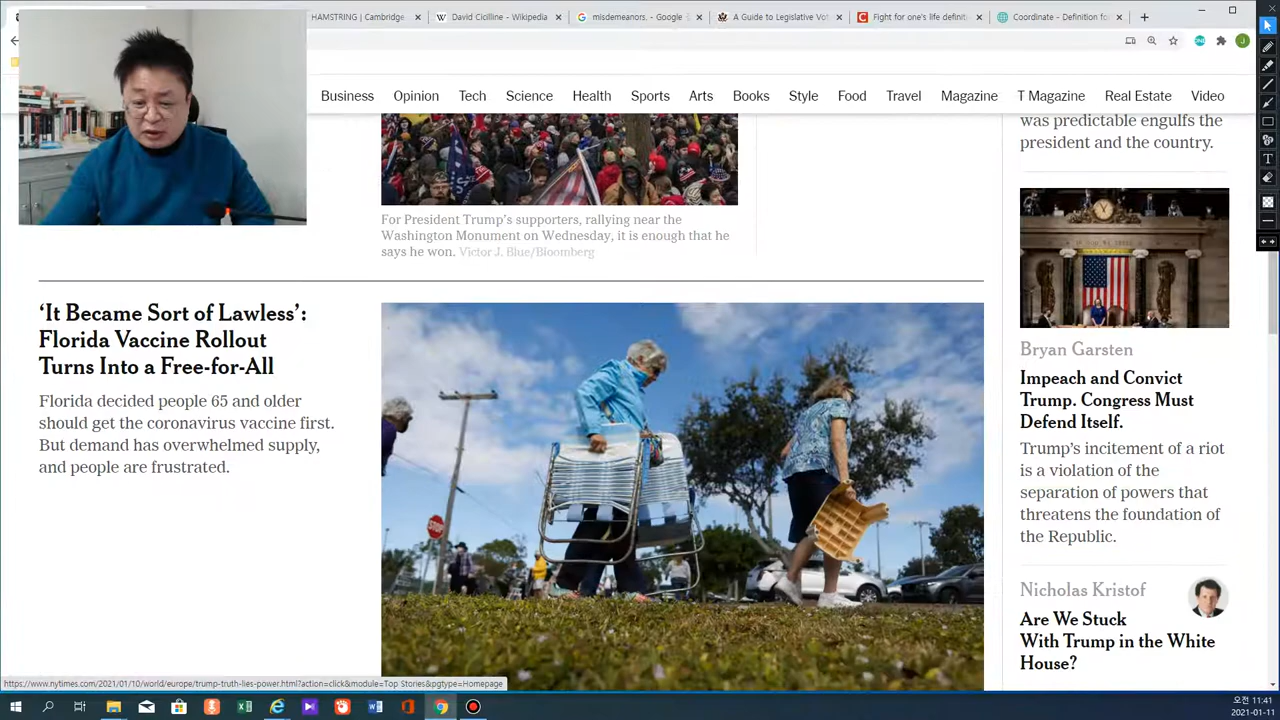 HAMSTRING | Cambridge
David Cicilline - Wikipedia
misdemeanors. - Google
A Guide to Legislative Vot
Fight for one's life definiti
Coordinate - Definition fo
J
Business Opinion Tech Science Health Sports Arts Books Style Food Travel Magazine T Magazine Real Estate Video
For President Trump’s supporters, rallying near the
Washington Monument on Wednesday, it is enough that he
says he won. Victor J. Blue/Bloomberg
‘It Became Sort of Lawless’:
Florida Vaccine Rollout
Turns Into a Free-for-All
Florida decided people 65 and older
should get the coronavirus vaccine first.
But demand has overwhelmed supply,
and people are frustrated.
STOP
was predictable engulfs the
president and the country.
Bryan Garsten
Impeach and Convict
Trump. Congress Must
Defend Itself.
Trump’s incitement of a riot
is a violation of the
separation of powers that
threatens the foundation of
the Republic.
Nicholas Kristof
Are We Stuck
With Trump in the White
House?
https://www.nytimes.com/2021/01/10/world/europe/trump-truth-lies-power.html?action=click&module=Top Stories&pgtype=Homepage
오전 11:41
2021-01-11